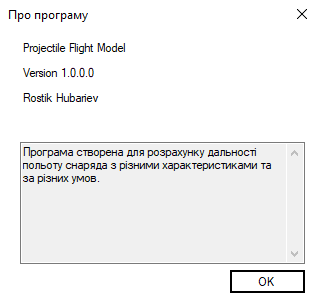 Про програму
Projectile Flight Model
Version 1.0.0.0
Rostik Hubariev
Програма створена для розрахунку дальності
польоту снаряда з різними характеристиками та
за різних умов.
OK